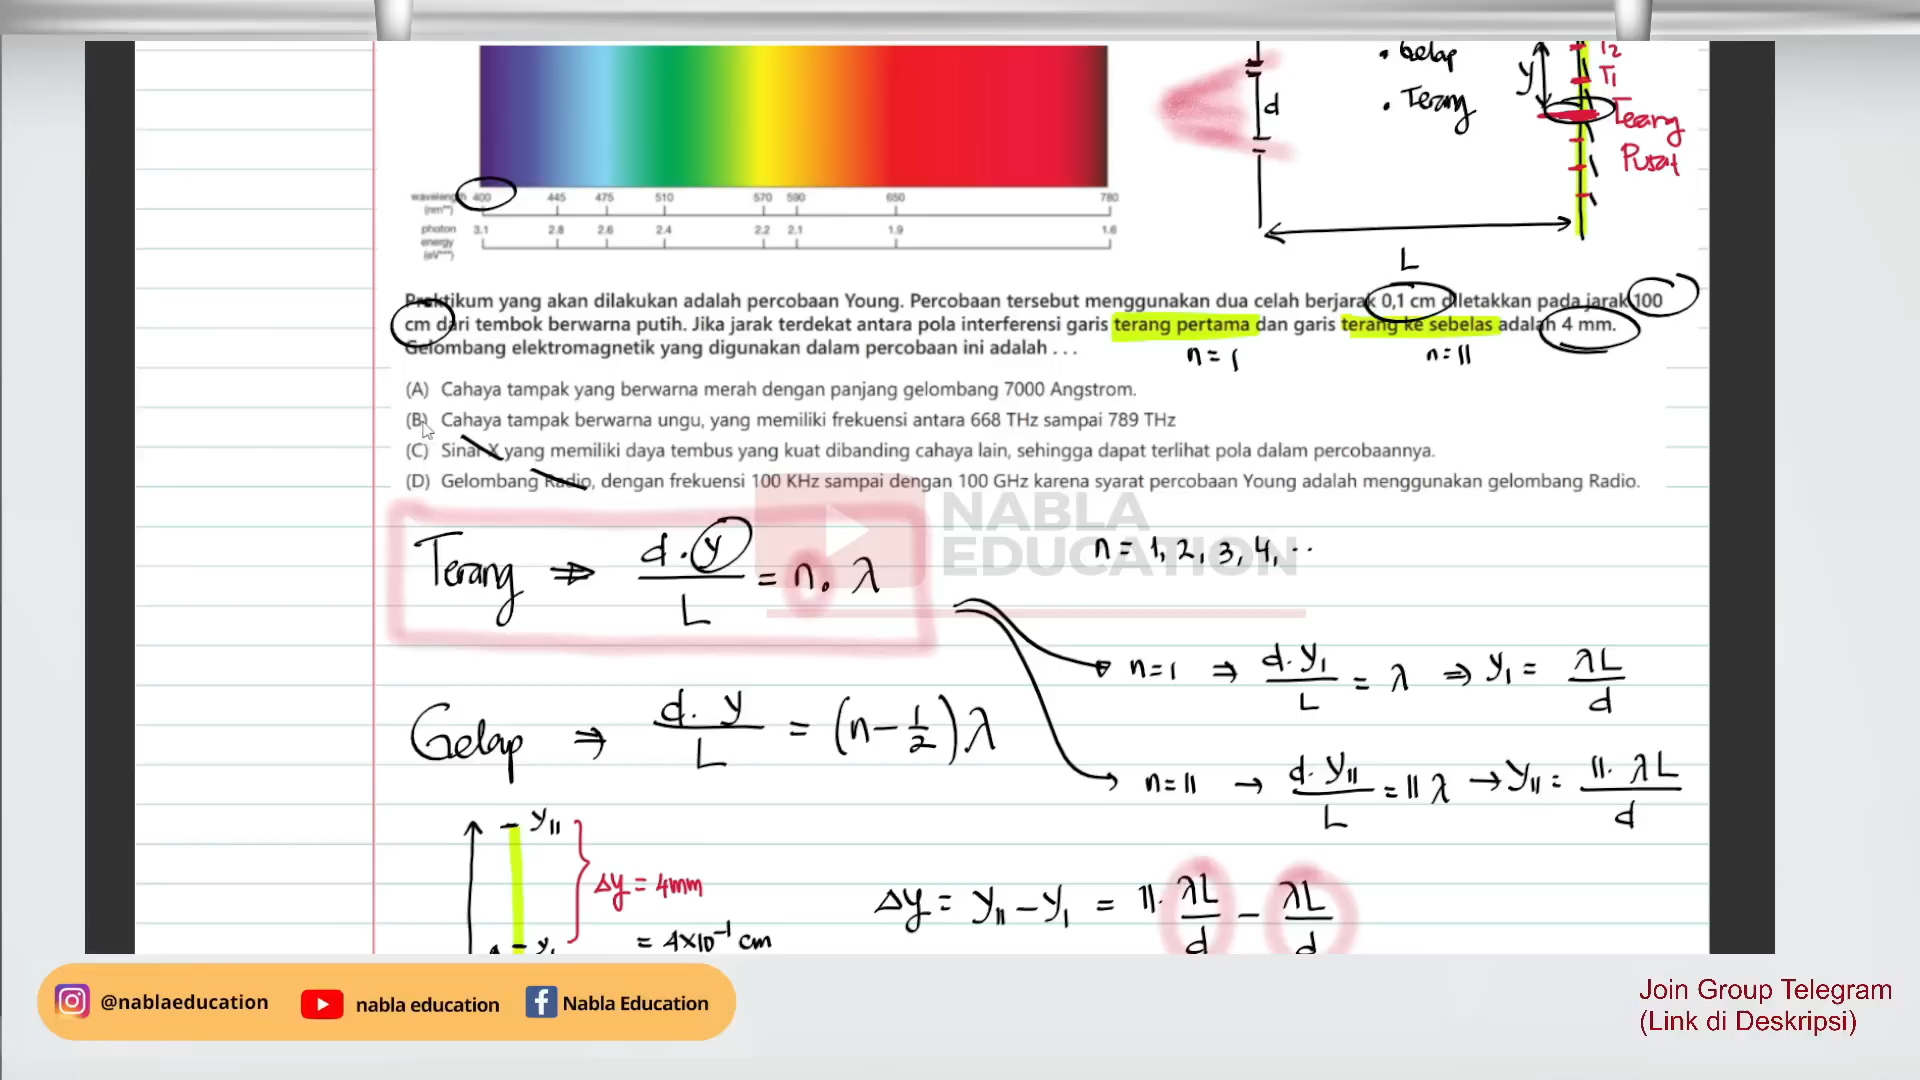 • Gelap
• Terang
d
y
T2
T1
Terang
Pusat
L
wavelength (nm**) 400 445 475 510 570 590 650 780
photon energy (eV***) 3.1 2.8 2.6 2.4 2.2 2.1 1.9 1.6
Praktikum yang akan dilakukan adalah percobaan Young. Percobaan tersebut menggunakan dua celah berjarak 0,1 cm diletakkan pada jarak 100
cm dari tembok berwarna putih. Jika jarak terdekat antara pola interferensi garis terang pertama dan garis terang ke sebelas adalah 4 mm.
Gelombang elektromagnetik yang digunakan dalam percobaan ini adalah . . .
n = 1
n = 11
(A) Cahaya tampak yang berwarna merah dengan panjang gelombang 7000 Angstrom.
(B) Cahaya tampak berwarna ungu, yang memiliki frekuensi antara 668 THz sampai 789 THz
(C) Sinar X yang memiliki daya tembus yang kuat dibanding cahaya lain, sehingga dapat terlihat pola dalam percobaannya.
(D) Gelombang Radio, dengan frekuensi 100 KHz sampai dengan 100 GHz karena syarat percobaan Young adalah menggunakan gelombang Radio.
NABLA
EDUCATION
Terang ⇒ d . y / L = n . λ
n = 1, 2, 3, 4, ..
n=1 ⇒ d. y1 / L = λ ⇒ y1 = λL / d
Gelap ⇒ d. y / L = (n - 1/2) λ
n=11 → d. y11 / L = 11 λ → y11 = 11. λL / d
y11
Δy = 4mm
= 4x10⁻¹ cm
y1
Δy = y11 - y1 = 11. λL / d - λL / d
@nablaeducation
nabla education
Nabla Education
Join Group Telegram
(Link di Deskripsi)